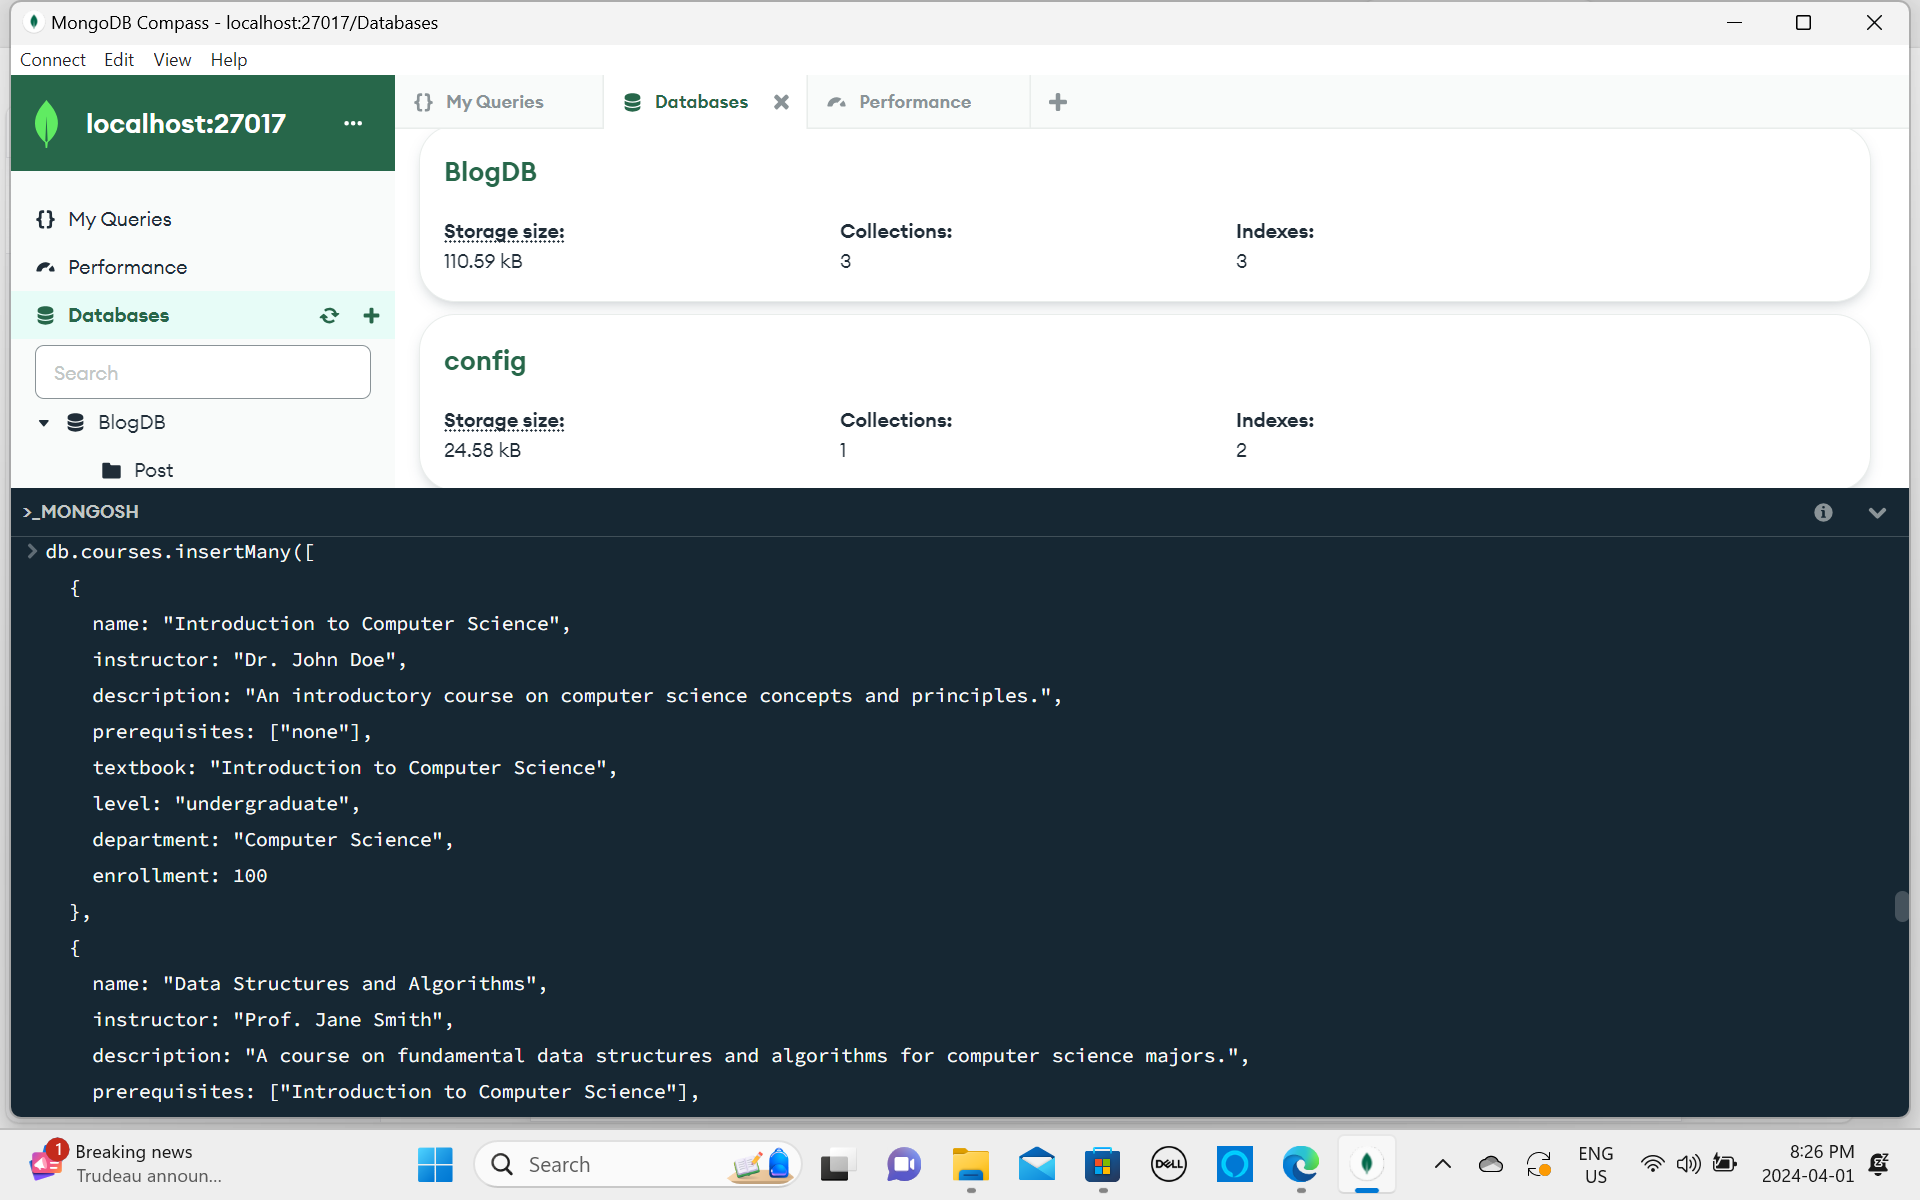 MongoDB Compass - localhost:27017/Databases
Connect Edit View Help
localhost:27017 ...
{} My Queries
Databases
Performance
My Queries
Performance
Databases
Search
BlogDB
Post
BlogDB
Storage size: Collections: Indexes:
110.59 kB 3 3
config
Storage size: Collections: Indexes:
24.58 kB 1 2
>_MONGOSH
> db.courses.insertMany([
{
name: "Introduction to Computer Science",
instructor: "Dr. John Doe",
description: "An introductory course on computer science concepts and principles.",
prerequisites: ["none"],
textbook: "Introduction to Computer Science",
level: "undergraduate",
department: "Computer Science",
enrollment: 100
},
{
name: "Data Structures and Algorithms",
instructor: "Prof. Jane Smith",
description: "A course on fundamental data structures and algorithms for computer science majors.",
prerequisites: ["Introduction to Computer Science"],
1
Breaking news
Trudeau announ...
Search
DELL
ENG
US
8:26 PM
2024-04-01